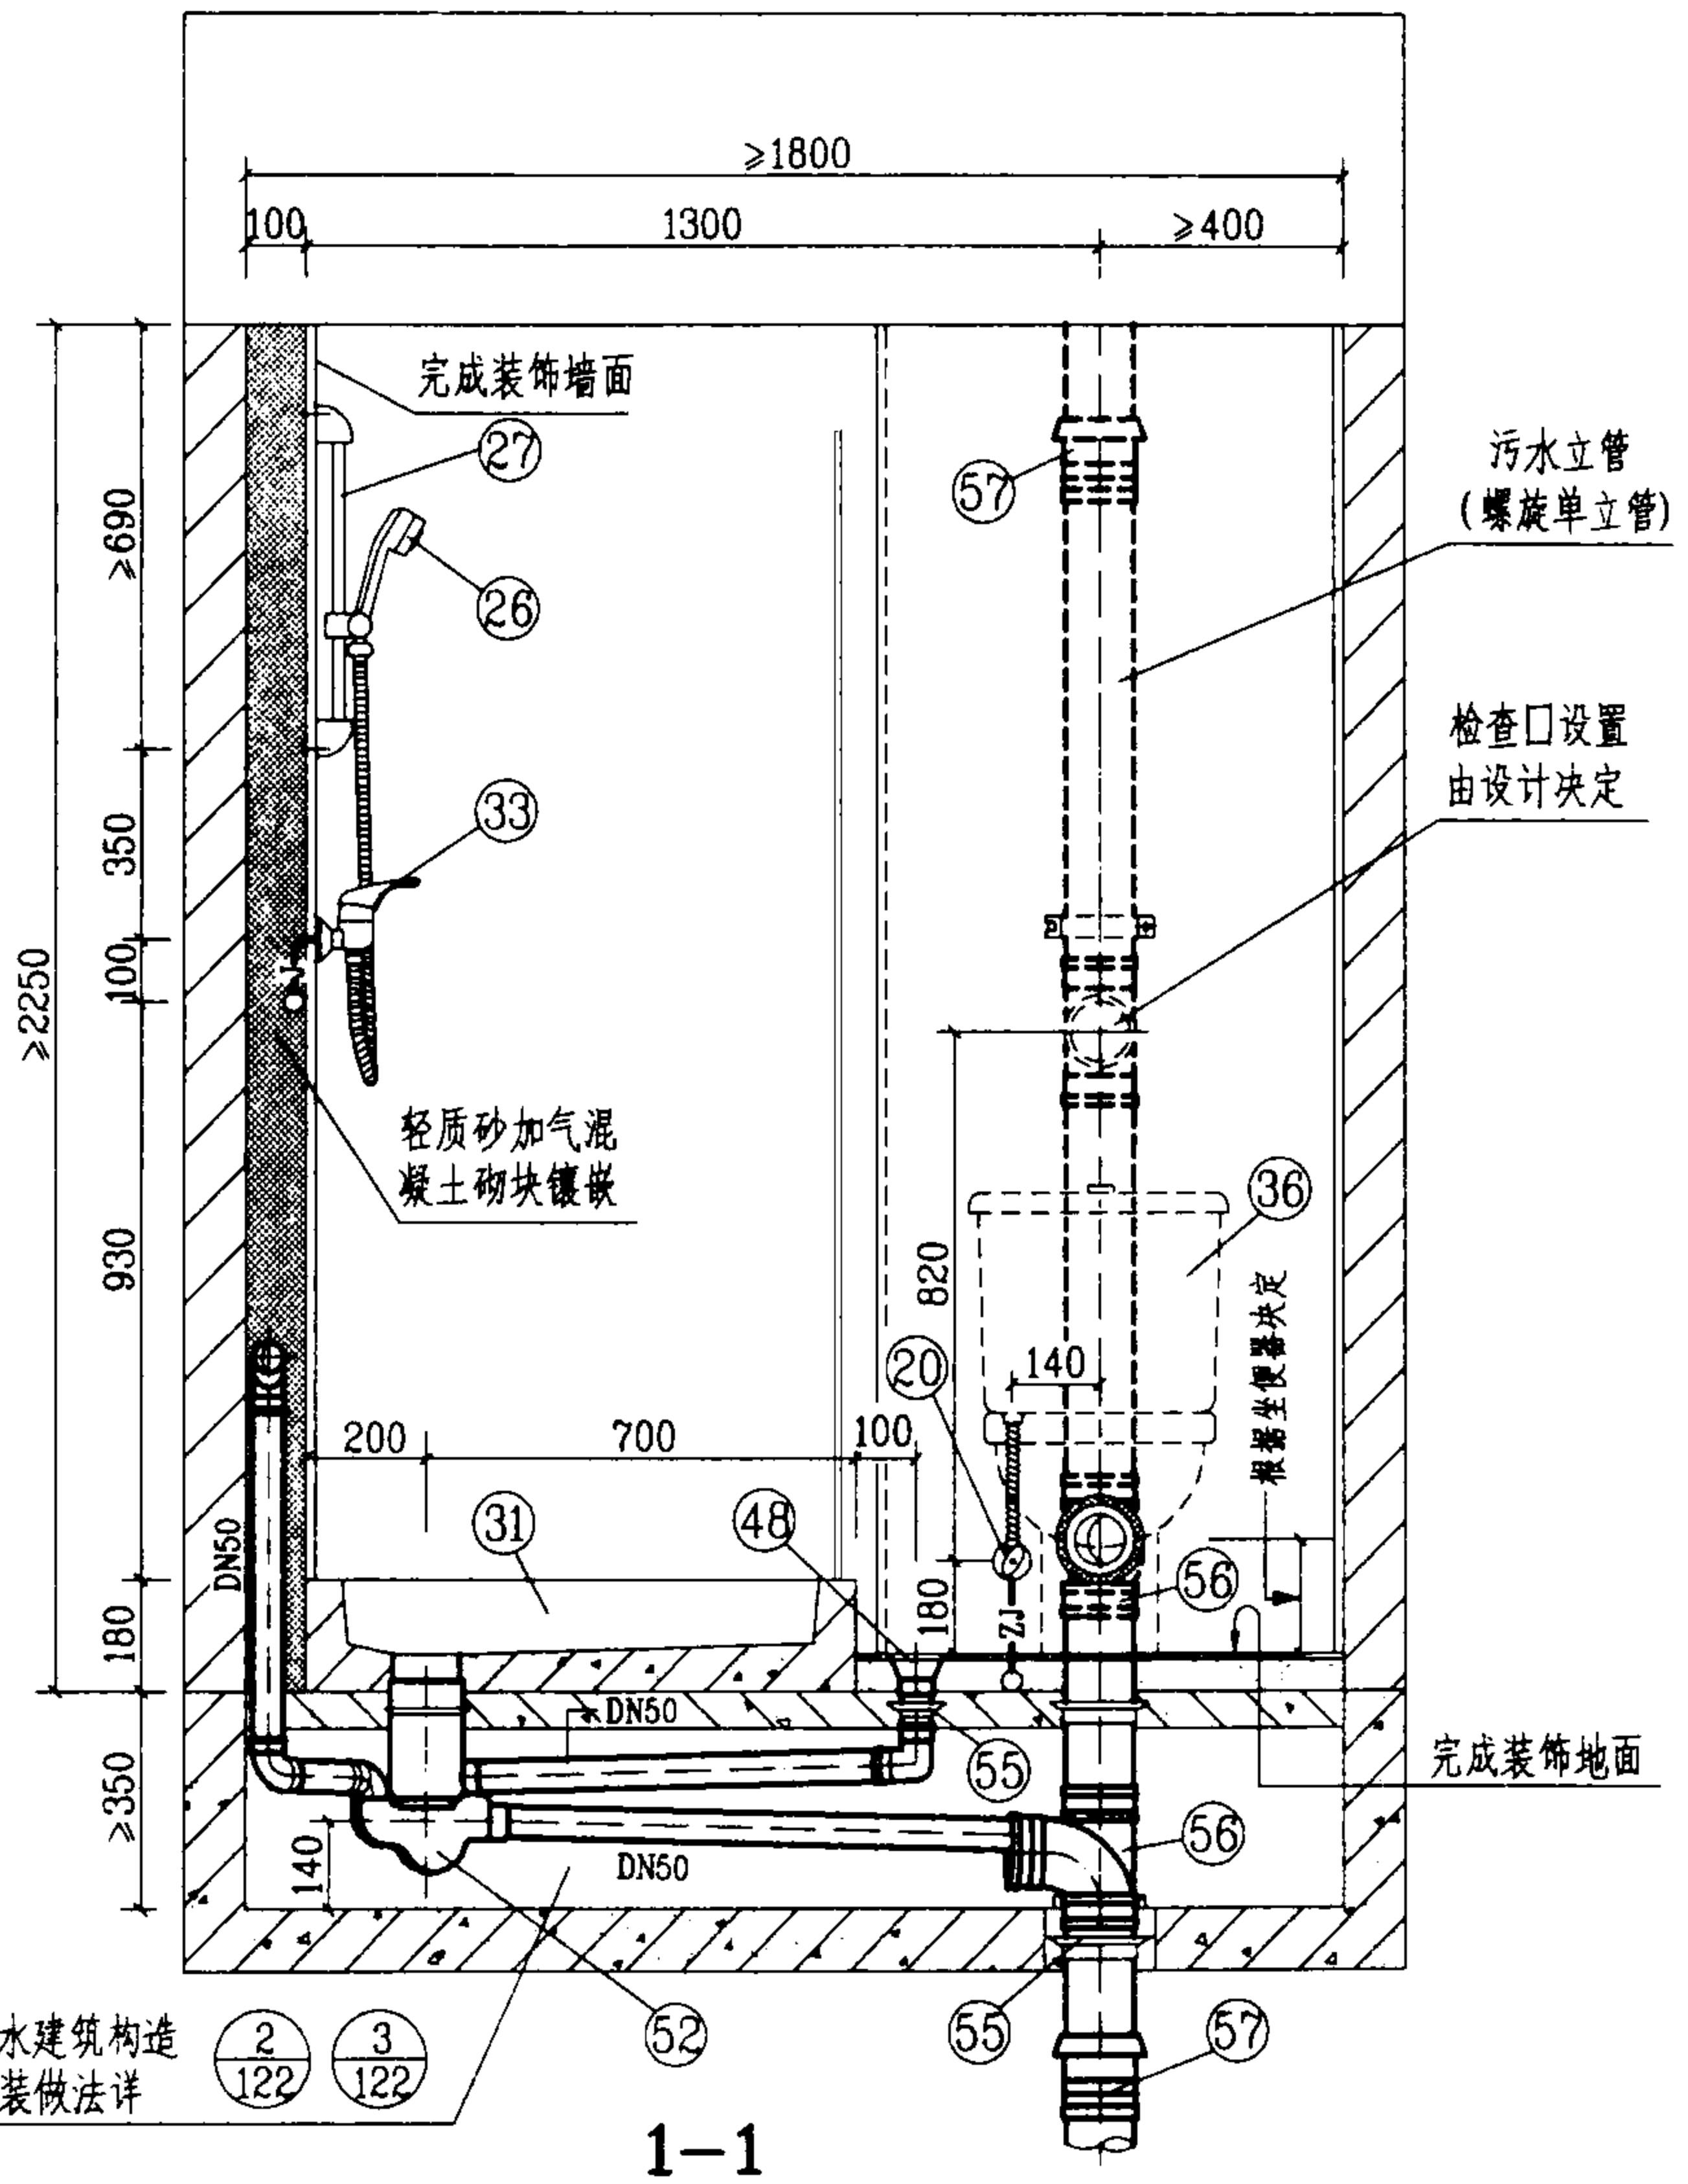 ≥1800
100
1300
≥400
完成装饰墙面
27
57
污水立管
(螺旋单立管)
≥690
26
检查口设置
由设计决定
33
350
≥2250
100
轻质砂加气混
凝土砌块镶嵌
36
930
820
根据坐便器决定
20
140
200
700
100
31
48
DN50
56
180
180
ZJ
DN50
55
完成装饰地面
≥350
140
DN50
56
水建筑构造
装做法详
2
122
3
122
52
55
57
1-1